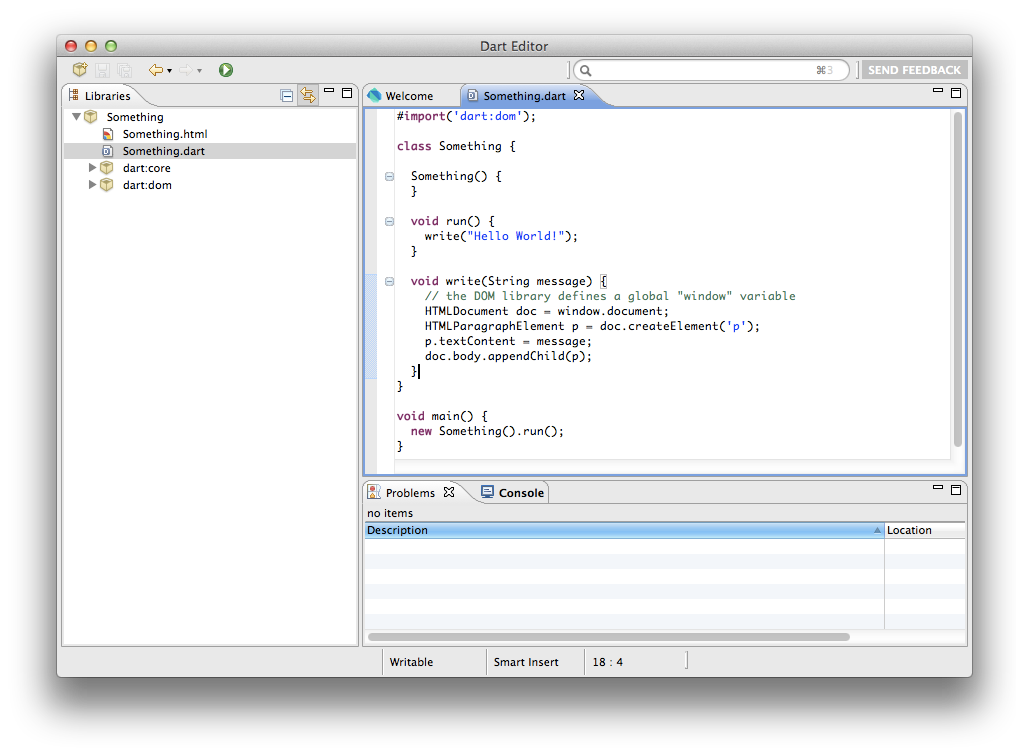 Dart Editor
⌘3
SEND FEEDBACK
Libraries
Welcome
Something.dart
Something
Something.html
Something.dart
dart:core
dart:dom
#import('dart:dom');
class Something {
Something() {
}
void run() {
write("Hello World!");
}
void write(String message) {
// the DOM library defines a global "window" variable
HTMLDocument doc = window.document;
HTMLParagraphElement p = doc.createElement('p');
p.textContent = message;
doc.body.appendChild(p);
}
}
void main() {
new Something().run();
}
Problems
Console
no items
Description
Location
Writable
Smart Insert
18 : 4